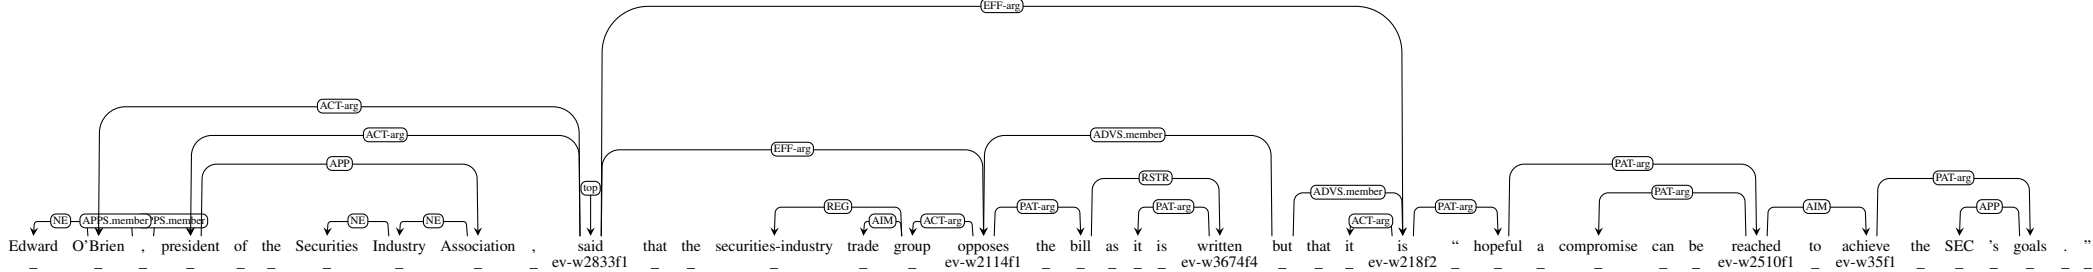 EFF-arg
ACT-arg
ACT-arg ADVS.member
EFF-arg
APP PAT-arg
RSTR PAT-arg
top ADVS.member PAT-arg
NE APPS.member PPS.member NE NE REG AIM ACT-arg PAT-arg PAT-arg ACT-arg PAT-arg AIM APP
Edward O'Brien , president of the Securities Industry Association , said that the securities-industry trade group opposes the bill as it is written but that it is “ hopeful a compromise can be reached to achieve the SEC 's goals . ”
_ _ _ _ _ _ _ _ _ _ ev-w2833f1 _ _ _ _ _ ev-w2114f1 _ _ _ _ _ ev-w3674f4 _ _ _ ev-w218f2 _ _ _ _ _ _ ev-w2510f1 _ ev-w35f1 _ _ _ _ _ _